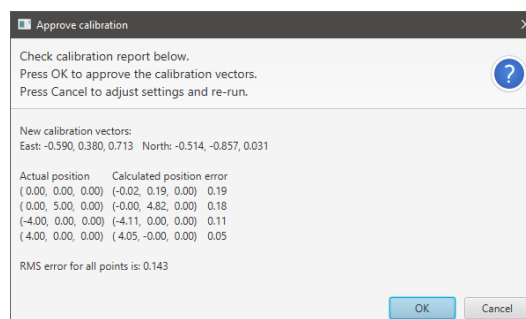 Approve calibration
Check calibration report below.
Press OK to approve the calibration vectors.
Press Cancel to adjust settings and re-run.
New calibration vectors:
East: -0.590, 0.380, 0.713 North: -0.514, -0.857, 0.031
Actual position Calculated position error
( 0.00, 0.00, 0.00) (-0.02, 0.19, 0.00) 0.19
( 0.00, 5.00, 0.00) (-0.00, 4.82, 0.00) 0.18
(-4.00, 0.00, 0.00) (-4.11, 0.00, 0.00) 0.11
( 4.00, 0.00, 0.00) ( 4.05, -0.00, 0.00) 0.05
RMS error for all points is: 0.143
OK Cancel